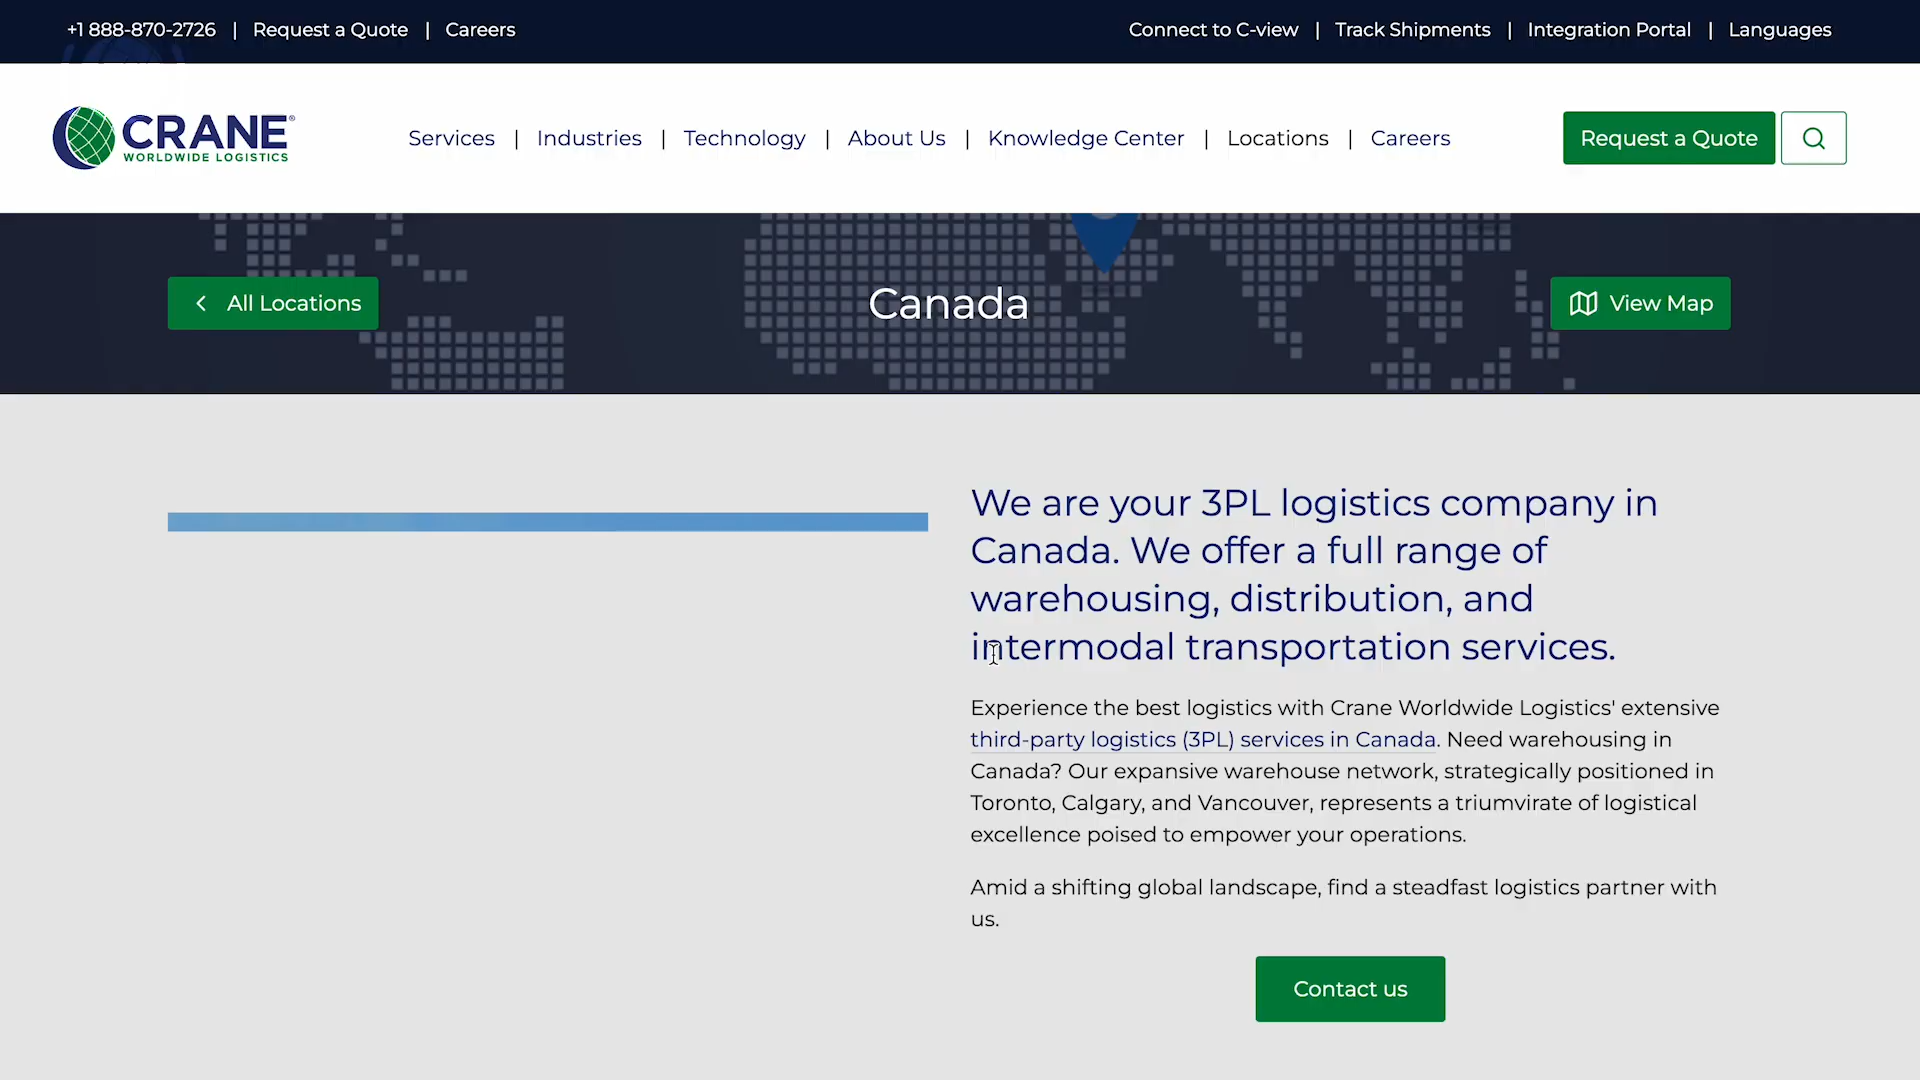 +1 888-870-2726 | Request a Quote | Careers
Connect to C-view | Track Shipments | Integration Portal | Languages
CRANE®
WORLDWIDE LOGISTICS
Services | Industries | Technology | About Us | Knowledge Center | Locations | Careers
Request a Quote
All Locations
Canada
View Map
We are your 3PL logistics company in
Canada. We offer a full range of
warehousing, distribution, and
intermodal transportation services.
Experience the best logistics with Crane Worldwide Logistics' extensive
third-party logistics (3PL) services in Canada. Need warehousing in
Canada? Our expansive warehouse network, strategically positioned in
Toronto, Calgary, and Vancouver, represents a triumvirate of logistical
excellence poised to empower your operations.
Amid a shifting global landscape, find a steadfast logistics partner with
us.
Contact us